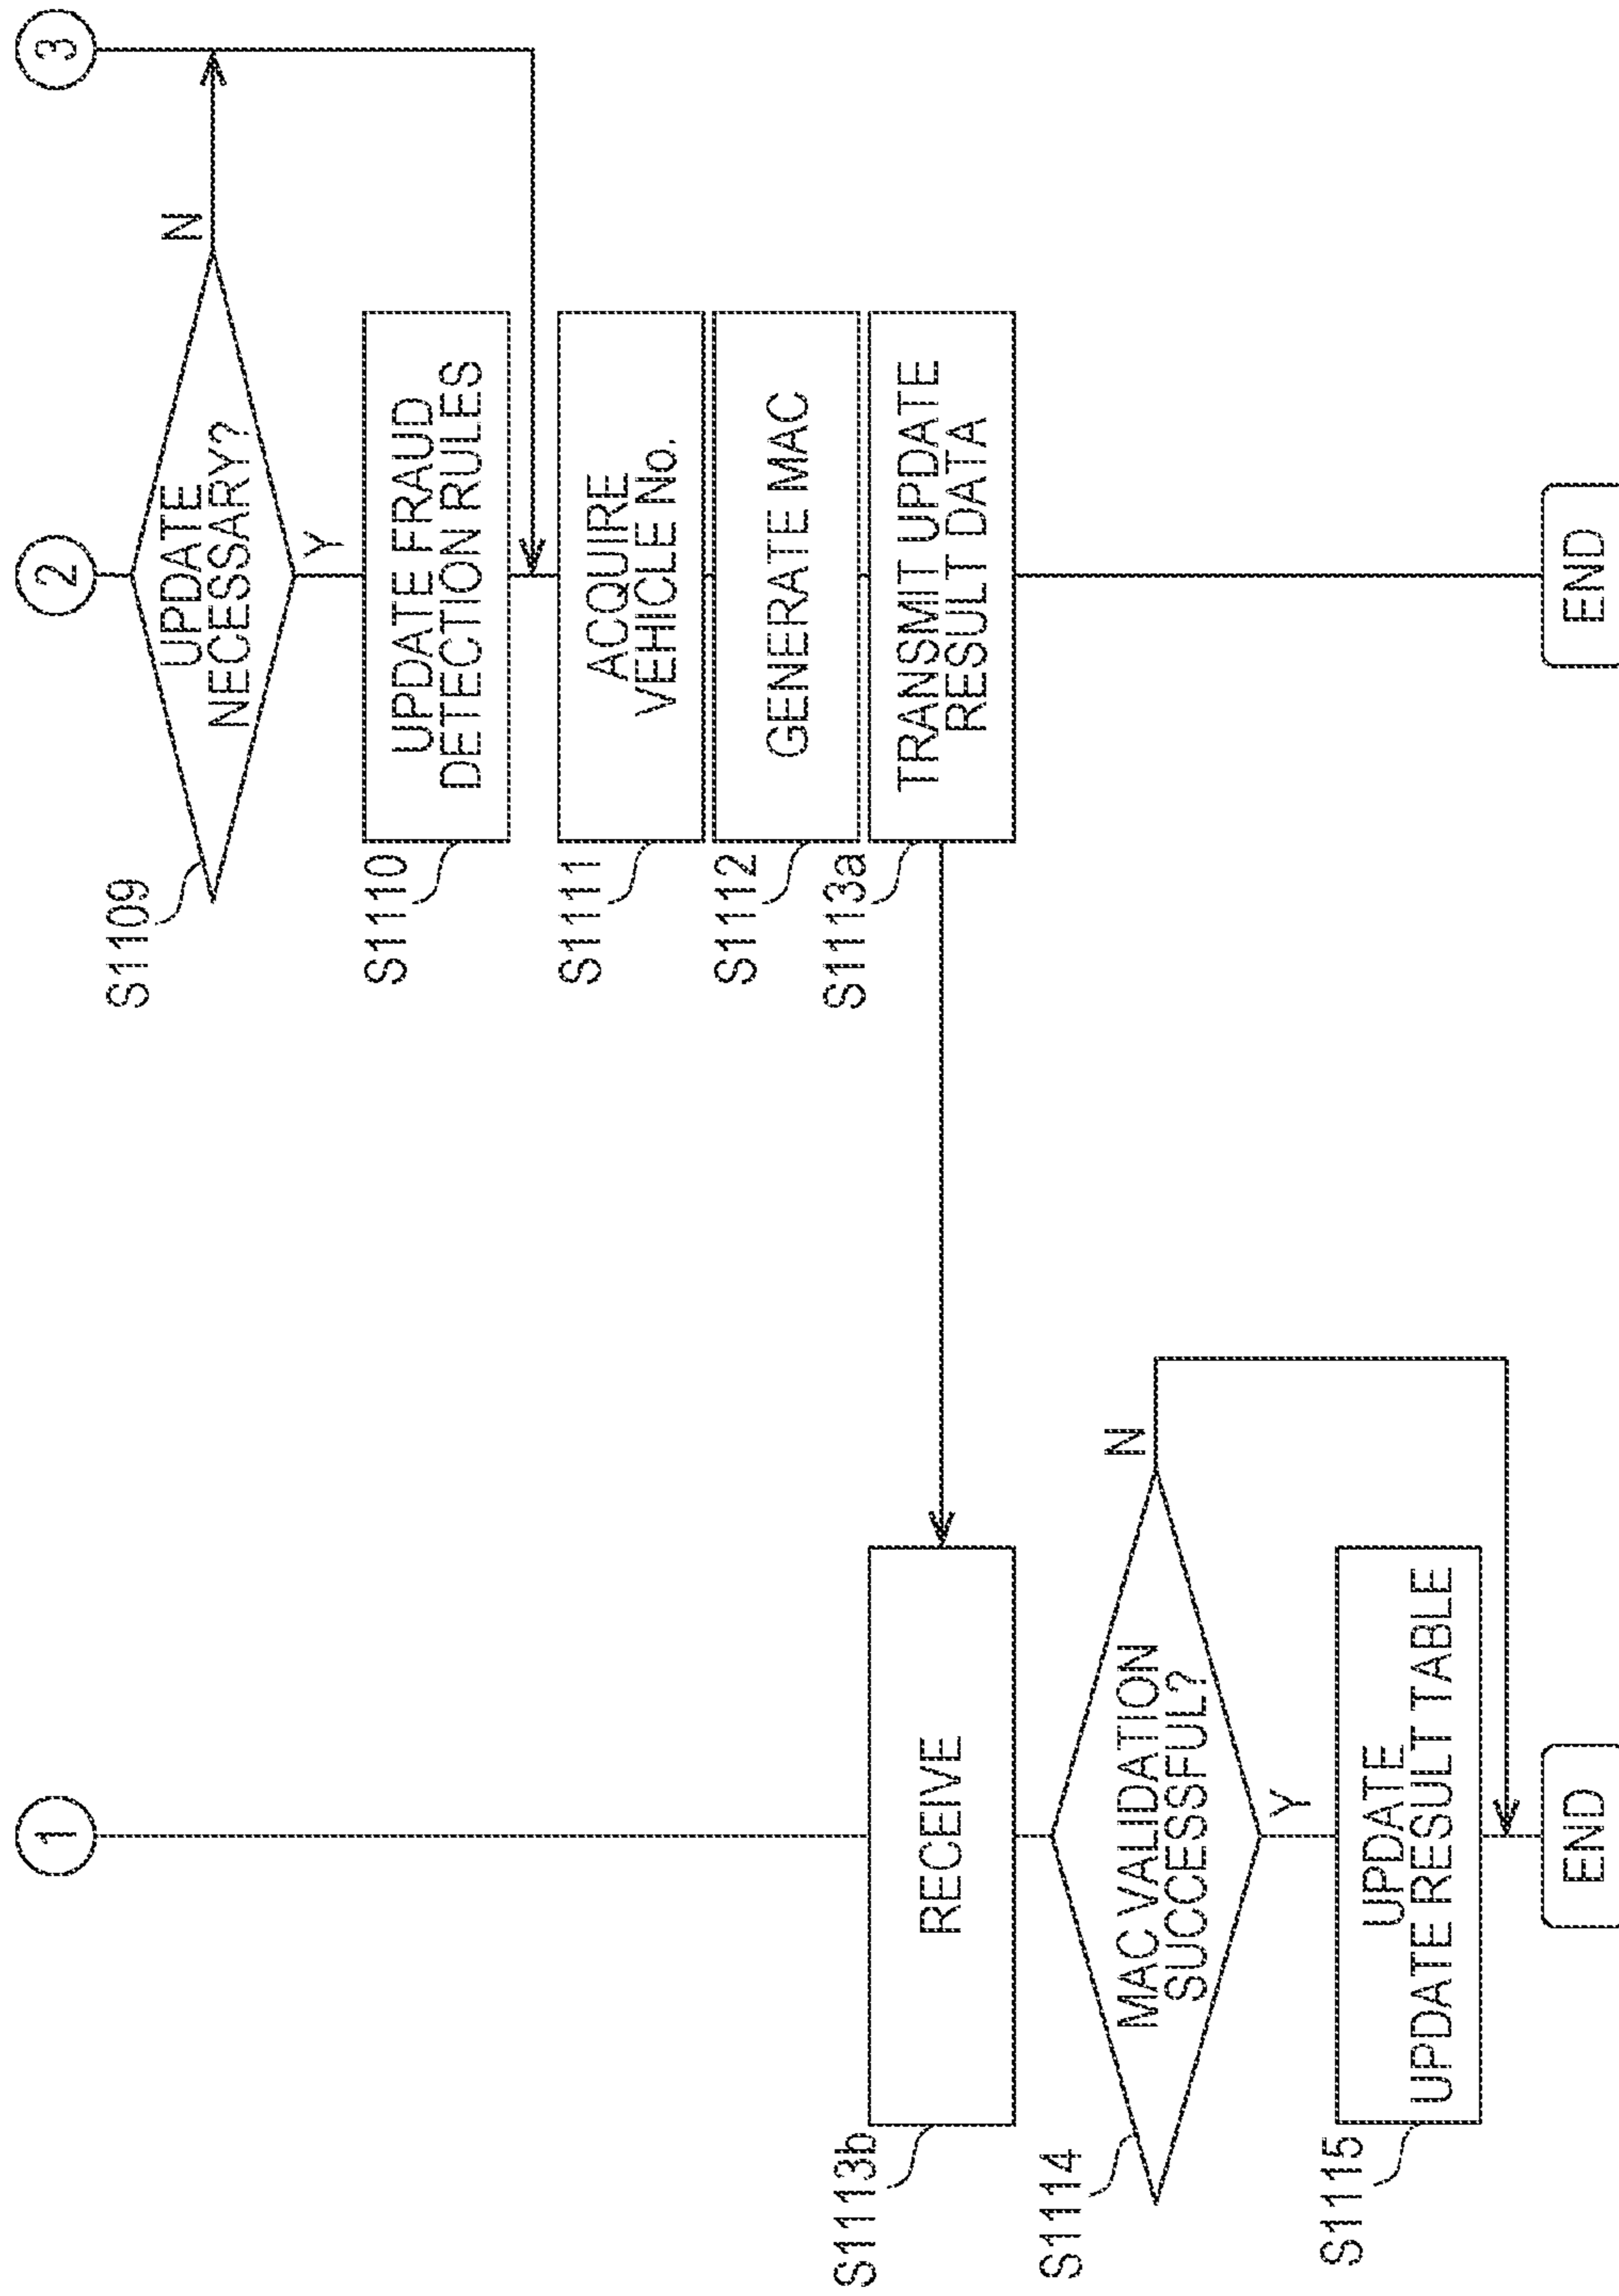 1
2
3
S1109
UPDATE
NECESSARY?
N
Y
S1110
UPDATE FRAUD
DETECTION RULES
S1111
ACQUIRE
VEHICLE No.
S1112
GENERATE MAC
S1113a
TRANSMIT UPDATE
RESULT DATA
S1113b
RECEIVE
S1114
MAC VALIDATION
SUCCESSFUL?
N
Y
S1115
UPDATE
UPDATE RESULT TABLE
END
END